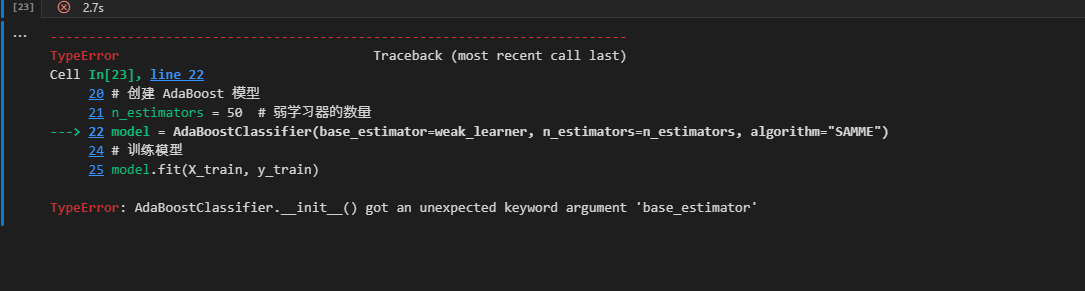 [23]
2.7s
...
---------------------------------------------------------------------------
TypeError                                 Traceback (most recent call last)
Cell In[23], line 22
     20 # 创建 AdaBoost 模型
     21 n_estimators = 50  # 弱学习器的数量
---> 22 model = AdaBoostClassifier(base_estimator=weak_learner, n_estimators=n_estimators, algorithm="SAMME")
     24 # 训练模型
     25 model.fit(X_train, y_train)
TypeError: AdaBoostClassifier.__init__() got an unexpected keyword argument 'base_estimator'